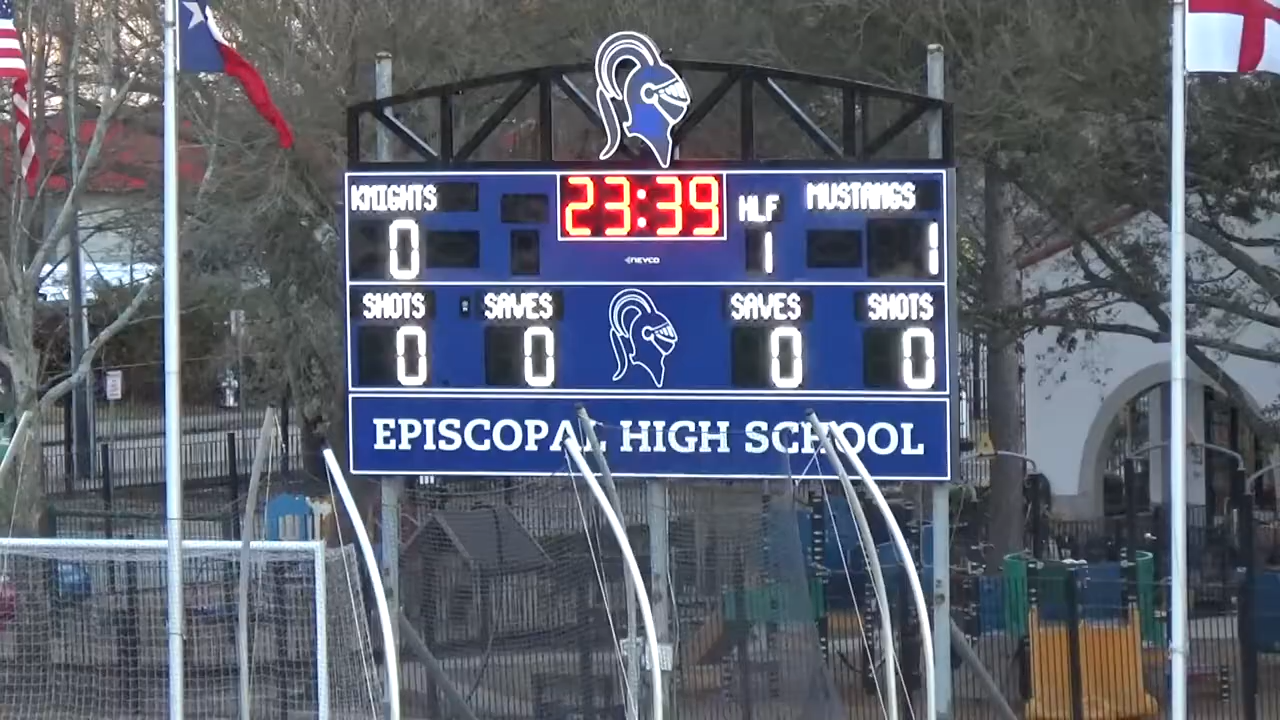 KNIGHTS 23:39 HLF MUSTANGS
0 1 1
NEVCO
SHOTS SAVES SAVES SHOTS
0 0 0 0
EPISCOPAL HIGH SCHOOL